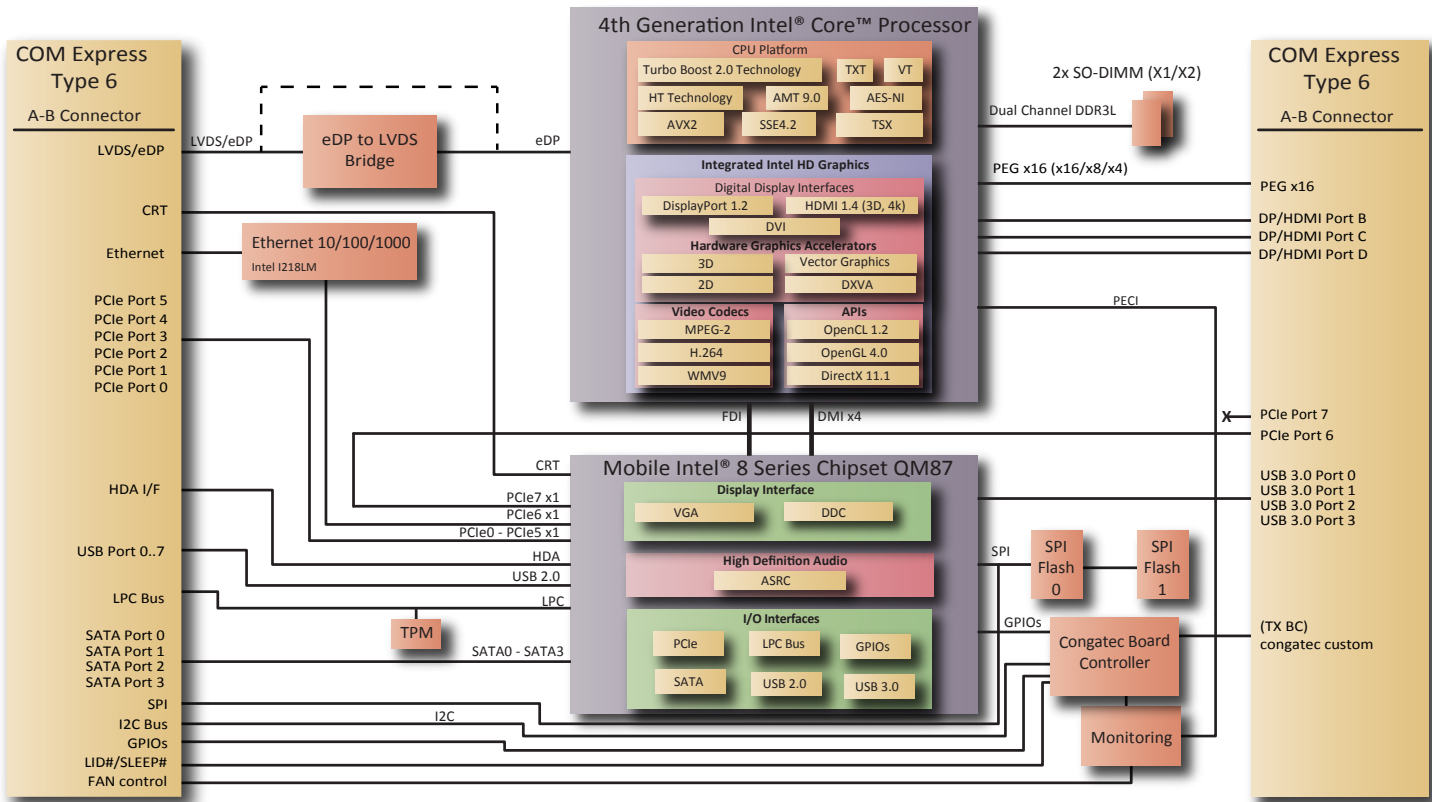 COM Express
Type 6
A-B Connector
LVDS/eDP
CRT
Ethernet
PCIe Port 5
PCIe Port 4
PCIe Port 3
PCIe Port 2
PCIe Port 1
PCIe Port 0
HDA I/F
USB Port 0..7
LPC Bus
SATA Port 0
SATA Port 1
SATA Port 2
SATA Port 3
SPI
I2C Bus
GPIOs
LID#/SLEEP#
FAN control
LVDS/eDP
eDP to LVDS
Bridge
eDP
Ethernet 10/100/1000
Intel I218LM
4th Generation Intel® Core™ Processor
CPU Platform
Turbo Boost 2.0 Technology
TXT
VT
HT Technology
AMT 9.0
AES-NI
AVX2
SSE4.2
TSX
Integrated Intel HD Graphics
Digital Display Interfaces
DisplayPort 1.2
HDMI 1.4 (3D, 4k)
DVI
Hardware Graphics Accelerators
3D
Vector Graphics
2D
DXVA
Video Codecs
MPEG-2
H.264
WMV9
APIs
OpenCL 1.2
OpenGL 4.0
DirectX 11.1
FDI
DMI x4
CRT
PCIe7 x1
PCIe6 x1
PCIe0 - PCIe5 x1
HDA
USB 2.0
LPC
TPM
SATA0 - SATA3
I2C
Mobile Intel® 8 Series Chipset QM87
Display Interface
VGA
DDC
High Definition Audio
ASRC
I/O Interfaces
PCIe
LPC Bus
GPIOs
SATA
USB 2.0
USB 3.0
2x SO-DIMM (X1/X2)
Dual Channel DDR3L
PEG x16 (x16/x8/x4)
PECI
X
SPI
SPI
Flash
0
SPI
Flash
1
GPIOs
Congatec Board
Controller
Monitoring
COM Express
Type 6
A-B Connector
PEG x16
DP/HDMI Port B
DP/HDMI Port C
DP/HDMI Port D
PCIe Port 7
PCIe Port 6
USB 3.0 Port 0
USB 3.0 Port 1
USB 3.0 Port 2
USB 3.0 Port 3
(TX BC)
congatec custom